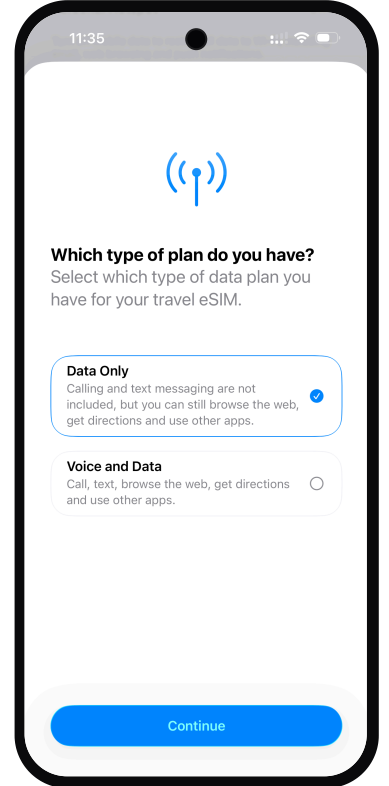 11:35
Which type of plan do you have?
Select which type of data plan you
have for your travel eSIM.
Data Only
Calling and text messaging are not
included, but you can still browse the web,
get directions and use other apps.
Voice and Data
Call, text, browse the web, get directions
and use other apps.
Continue